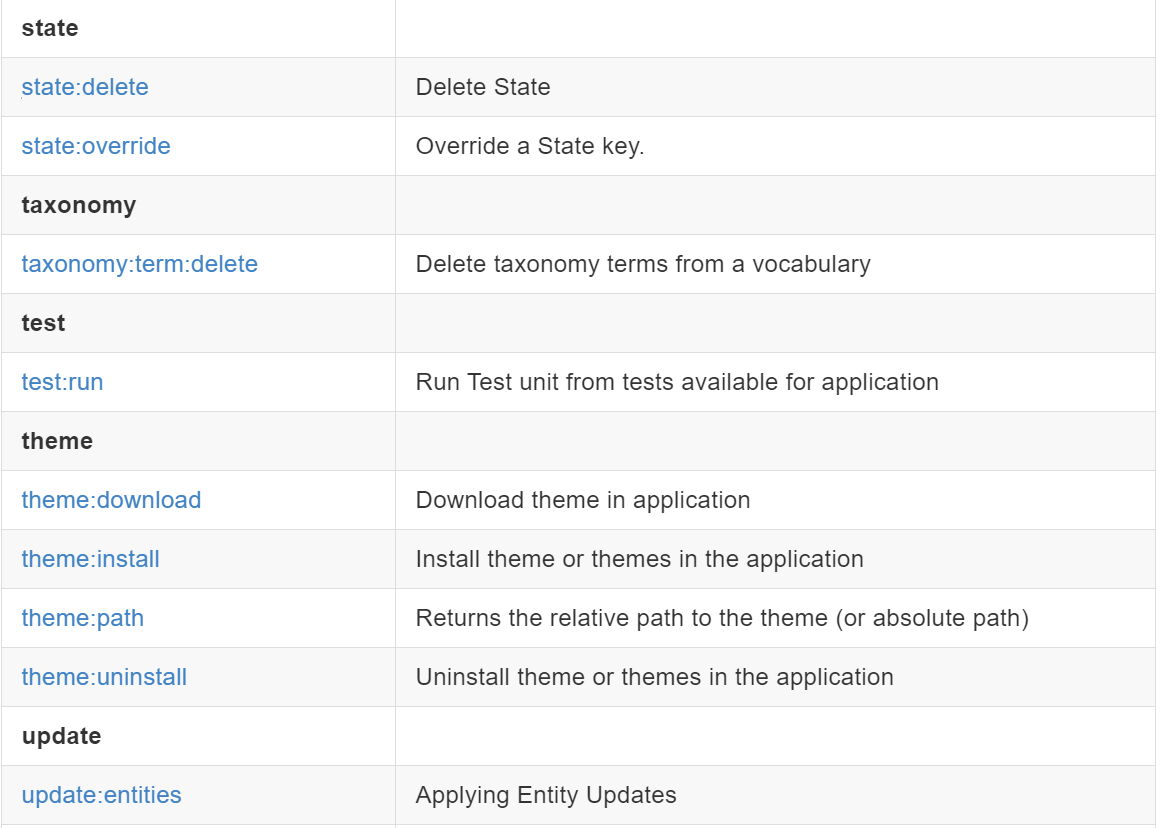 state
state:delete Delete State
state:override Override a State key.
taxonomy
taxonomy:term:delete Delete taxonomy terms from a vocabulary
test
test:run Run Test unit from tests available for application
theme
theme:download Download theme in application
theme:install Install theme or themes in the application
theme:path Returns the relative path to the theme (or absolute path)
theme:uninstall Uninstall theme or themes in the application
update
update:entities Applying Entity Updates